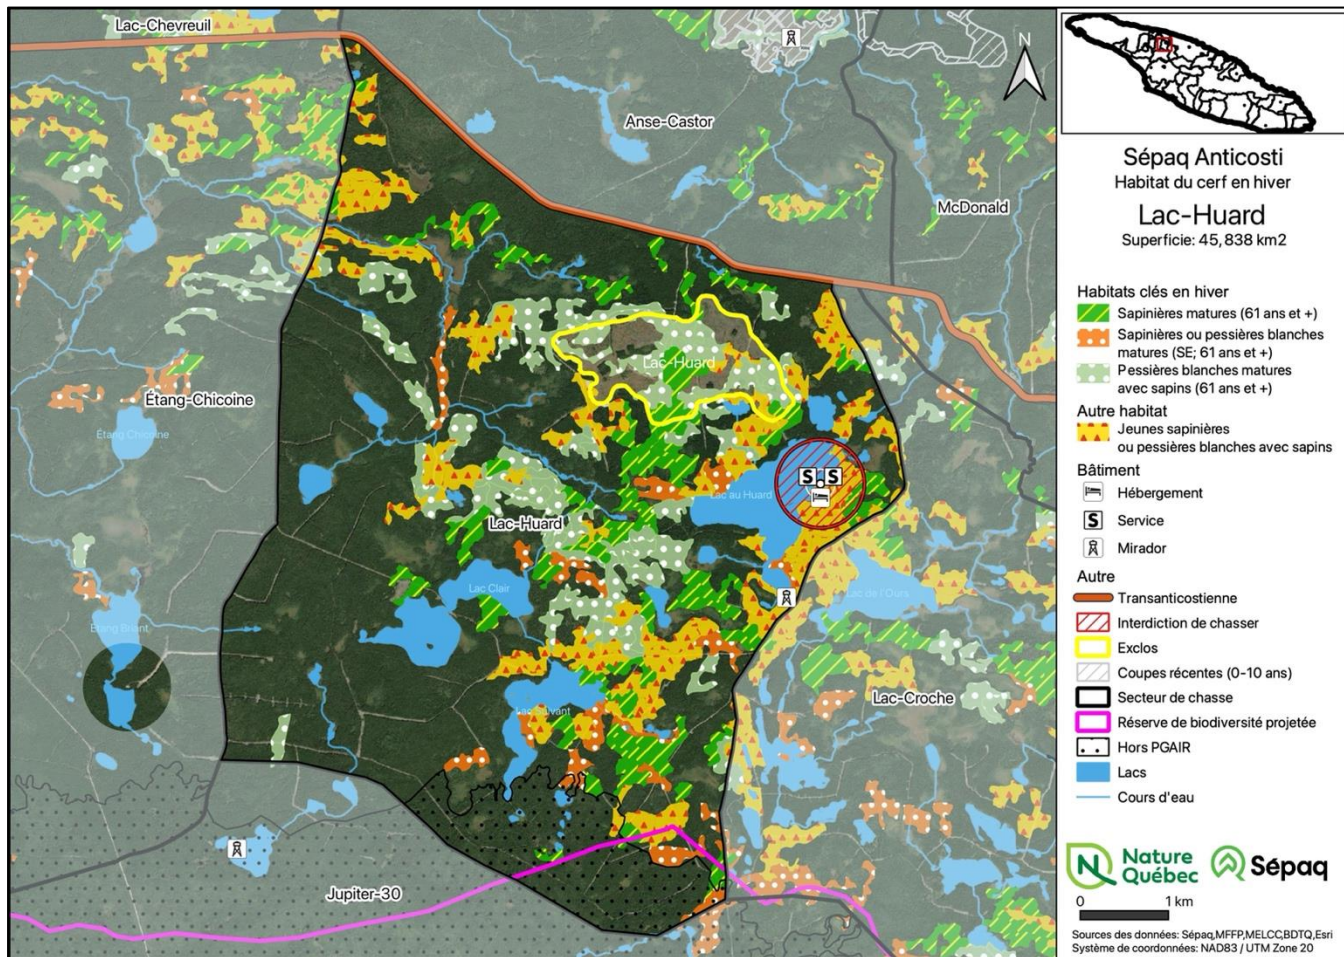 Lac-Chevreuil
Anse-Castor
N
McDonald
Lac-Huard
Étang-Chicoine
Étang Chicoine
Lac au Huard
S S
Lac-Huard
Lac Clair
Lac de l'Ours
Étang Briant
Lac-Croche
Jupiter-30
Sépaq Anticosti
Habitat du cerf en hiver
Lac-Huard
Superficie: 45,838 km2
Habitats clés en hiver
Sapinières matures (61 ans et +)
Sapinières ou pessières blanches
matures (SE; 61 ans et +)
Pessières blanches matures
avec sapins (61 ans et +)
Autre habitat
Jeunes sapinières
ou pessières blanches avec sapins
Bâtiment
Hébergement
S Service
Mirador
Autre
Transanticostienne
Interdiction de chasser
Exclos
Coupes récentes (0-10 ans)
Secteur de chasse
Réserve de biodiversité projetée
Hors PGAIR
Lacs
Cours d'eau
Nature
Québec
Sépaq
0 1 km
Sources des données: Sépaq,MFFP,MELCC,BDTQ,Esri
Système de coordonnées: NAD83 / UTM Zone 20